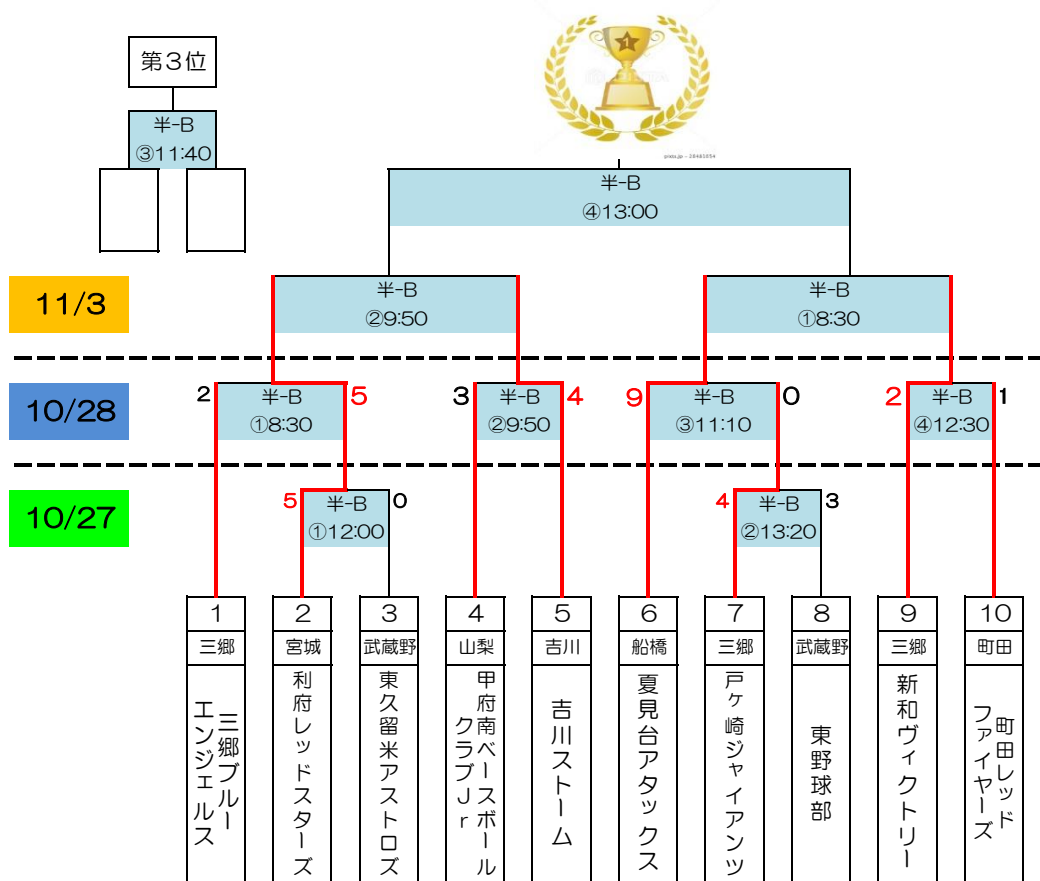 第3位
半-B
③11:40
1
半-B
④13:00
11/3
半-B
②9:50
半-B
①8:30
10/28
2
半-B
①8:30
5
3
半-B
②9:50
4
9
半-B
③11:10
0
2
半-B
④12:30
1
10/27
5
半-B
①12:00
0
4
半-B
②13:20
3
1
三郷
三郷ブルー
エンジェルス
2
宮城
利府レッドスターズ
3
武蔵野
東久留米アストロズ
4
山梨
甲府南ベースボール
クラブJr
5
吉川
吉川ストーム
6
船橋
夏見台アタックス
7
三郷
戸ヶ崎ジャイアンツ
8
武蔵野
東野球部
9
三郷
新和ヴィクトリー
10
町田
町田レッド
ファイヤーズ